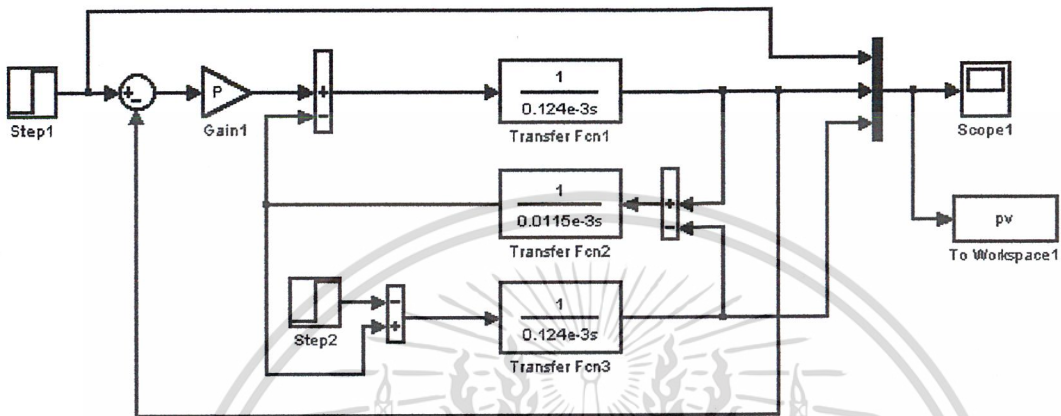 Step1
P
Gain1
+
−
+
−
1
0.124e-3s
Transfer Fcn1
Scope1
1
0.0115e-3s
Transfer Fcn2
+
−
pv
To Workspace1
Step2
−
+
1
0.124e-3s
Transfer Fcn3